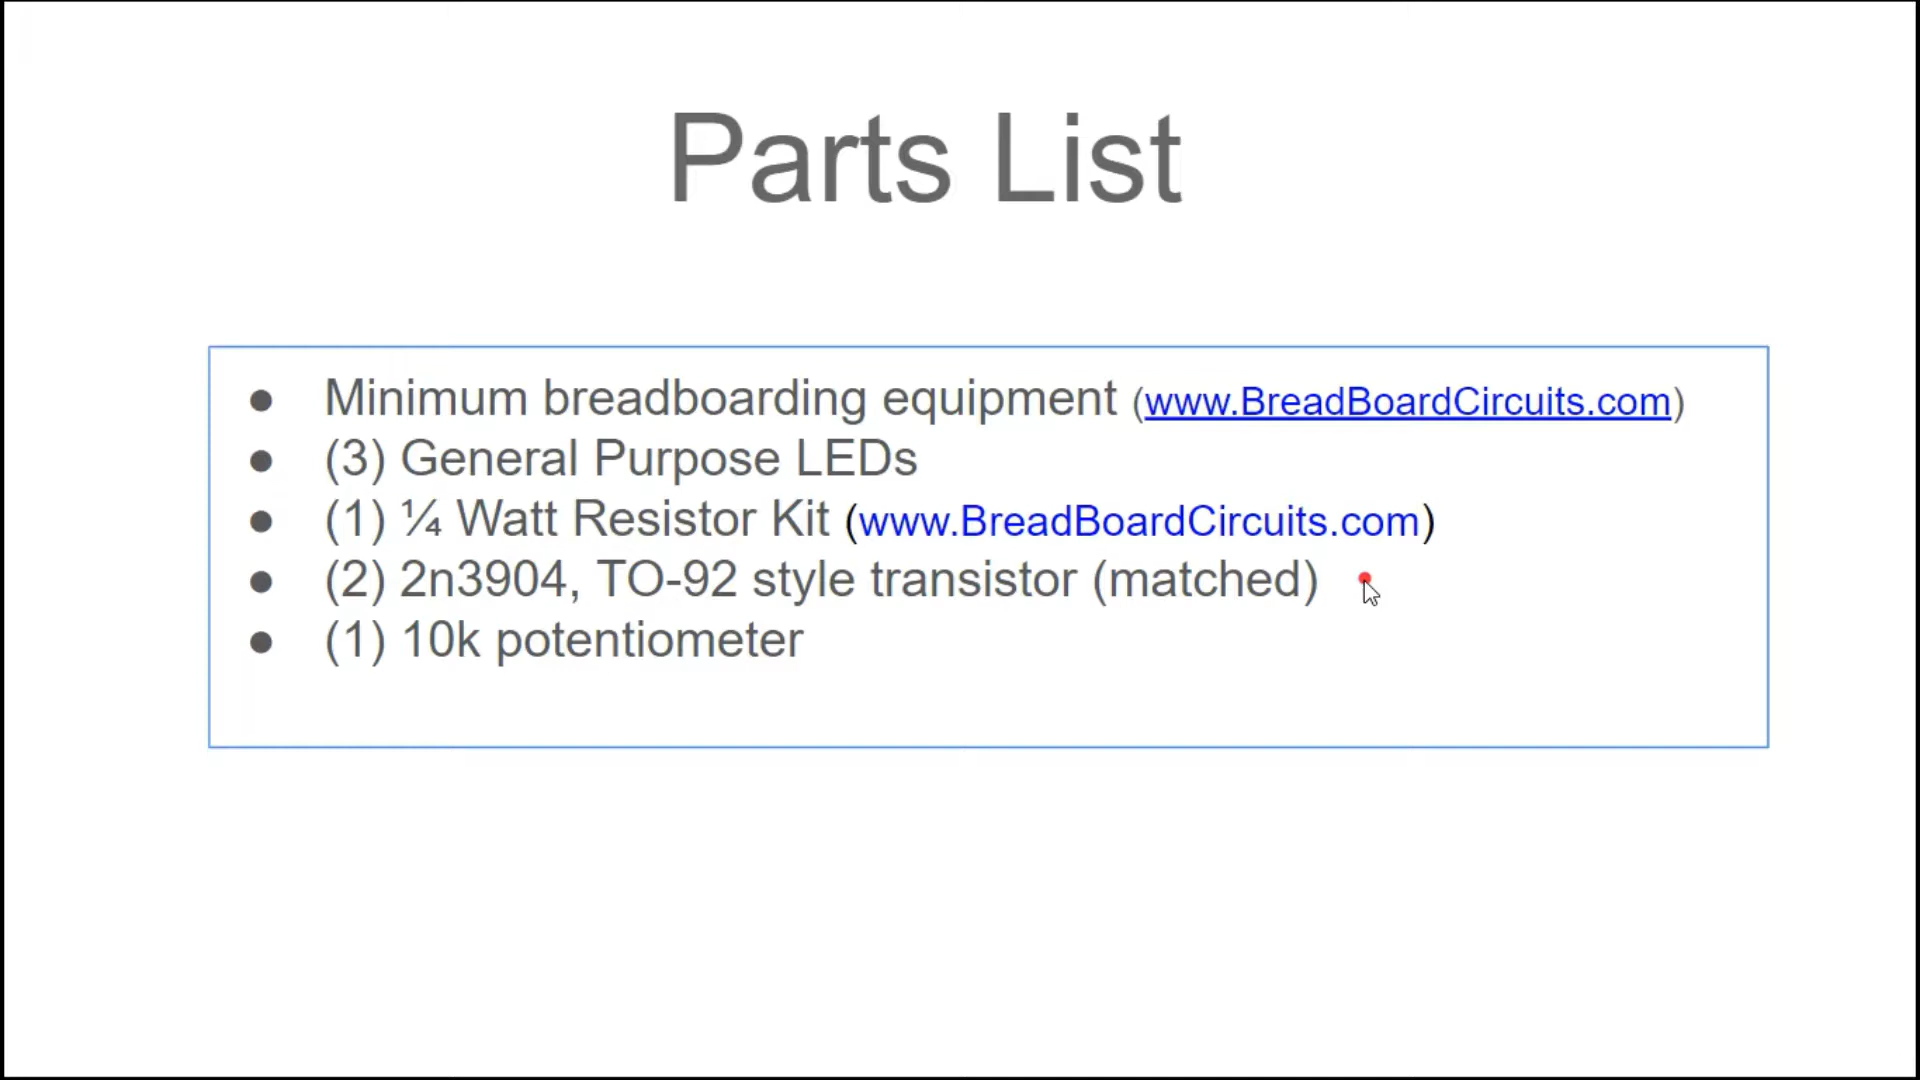 Parts List
● Minimum breadboarding equipment (www.BreadBoardCircuits.com)
● (3) General Purpose LEDs
● (1) ¼ Watt Resistor Kit (www.BreadBoardCircuits.com)
● (2) 2n3904, TO-92 style transistor (matched)
● (1) 10k potentiometer